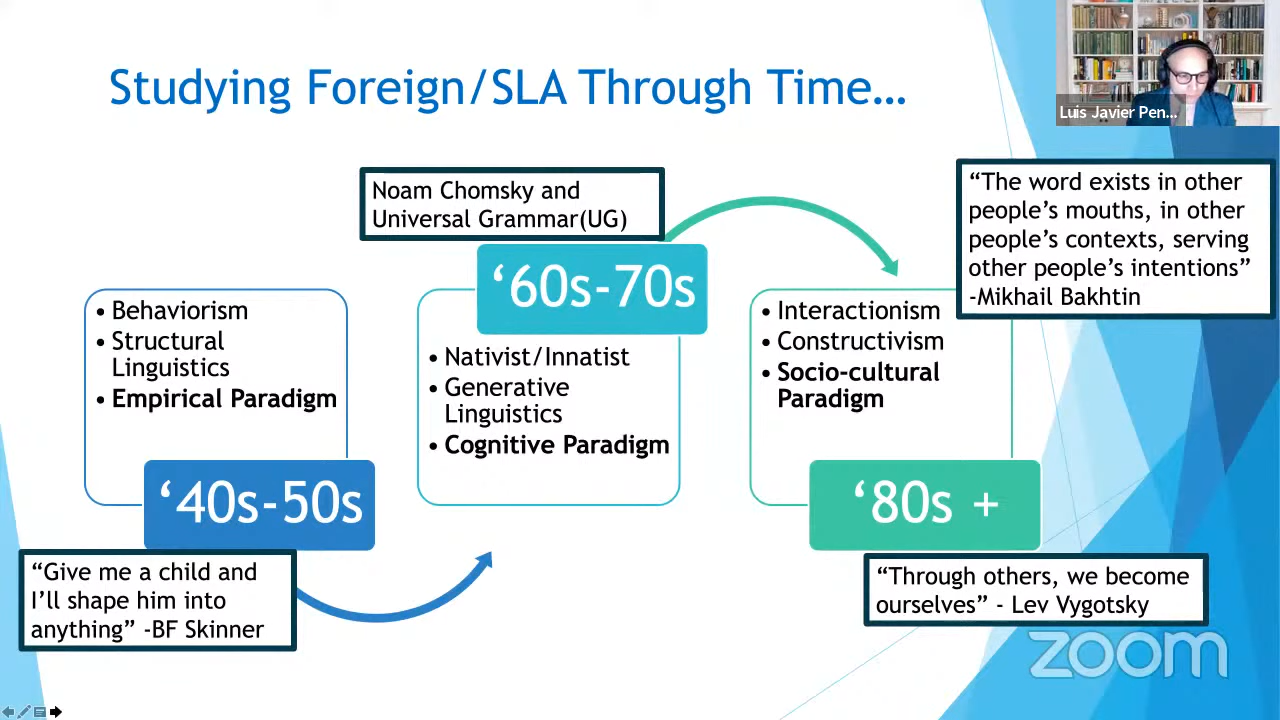 Studying Foreign/SLA Through Time…
Luis Javier Pen...
Noam Chomsky and
Universal Grammar(UG)
“The word exists in other
people’s mouths, in other
people’s contexts, serving
other people’s intentions”
-Mikhail Bakhtin
• Behaviorism
• Structural
Linguistics
• Empirical Paradigm
‘40s-50s
“Give me a child and
I’ll shape him into
anything” -BF Skinner
‘60s-70s
• Nativist/Innatist
• Generative
Linguistics
• Cognitive Paradigm
• Interactionism
• Constructivism
• Socio-cultural
Paradigm
‘80s +
“Through others, we become
ourselves” - Lev Vygotsky
zoom